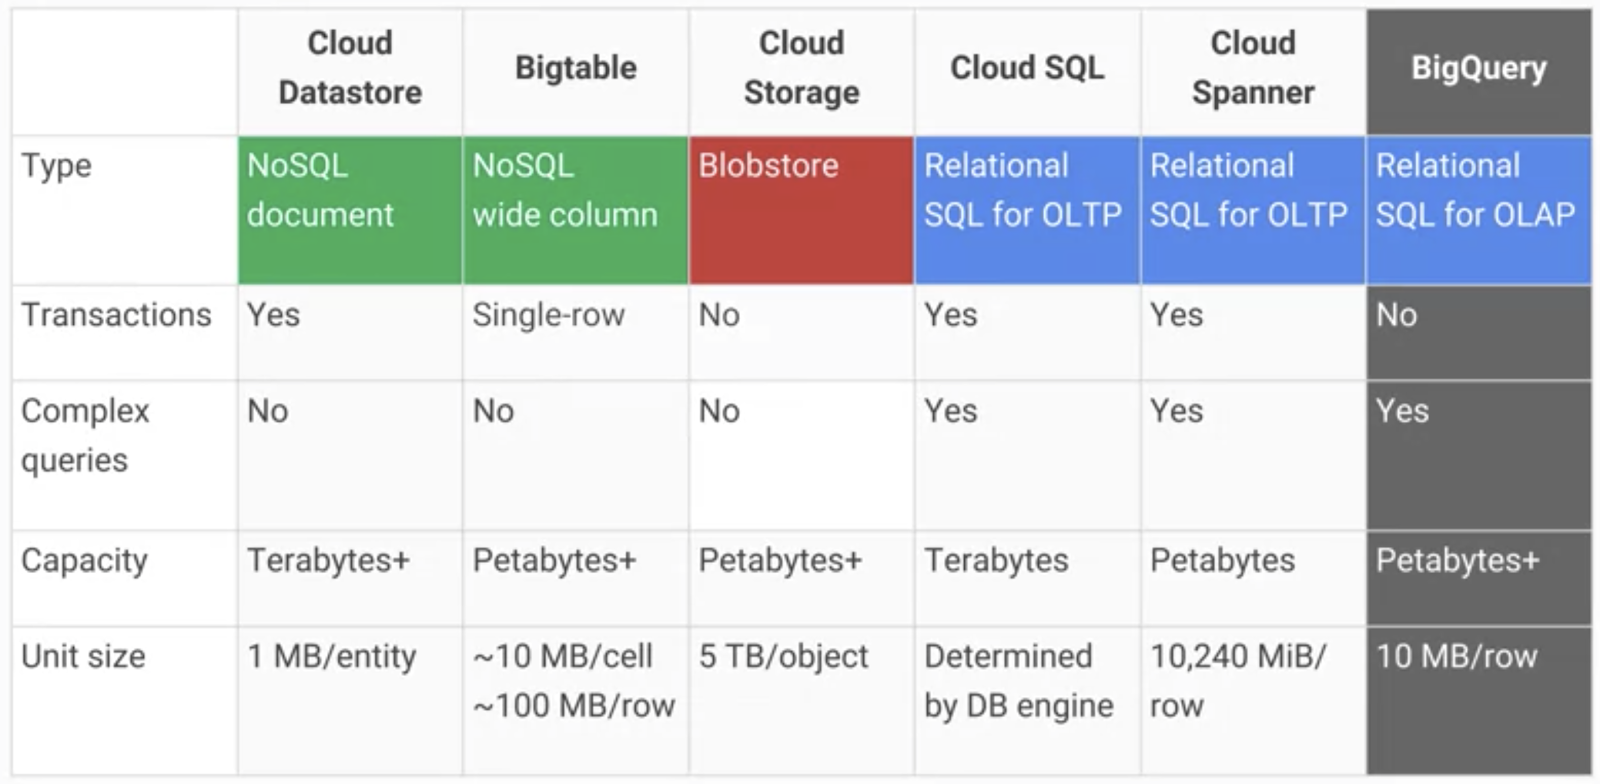 Cloud Datastore
Bigtable
Cloud Storage
Cloud SQL
Cloud Spanner
BigQuery
Type
NoSQL
document
NoSQL
wide column
Blobstore
Relational
SQL for OLTP
Relational
SQL for OLTP
Relational
SQL for OLAP
Transactions
Yes
Single-row
No
Yes
Yes
No
Complex
queries
No
No
No
Yes
Yes
Yes
Capacity
Terabytes+
Petabytes+
Petabytes+
Terabytes
Petabytes
Petabytes+
Unit size
1 MB/entity
~10 MB/cell
~100 MB/row
5 TB/object
Determined
by DB engine
10,240 MiB/
row
10 MB/row